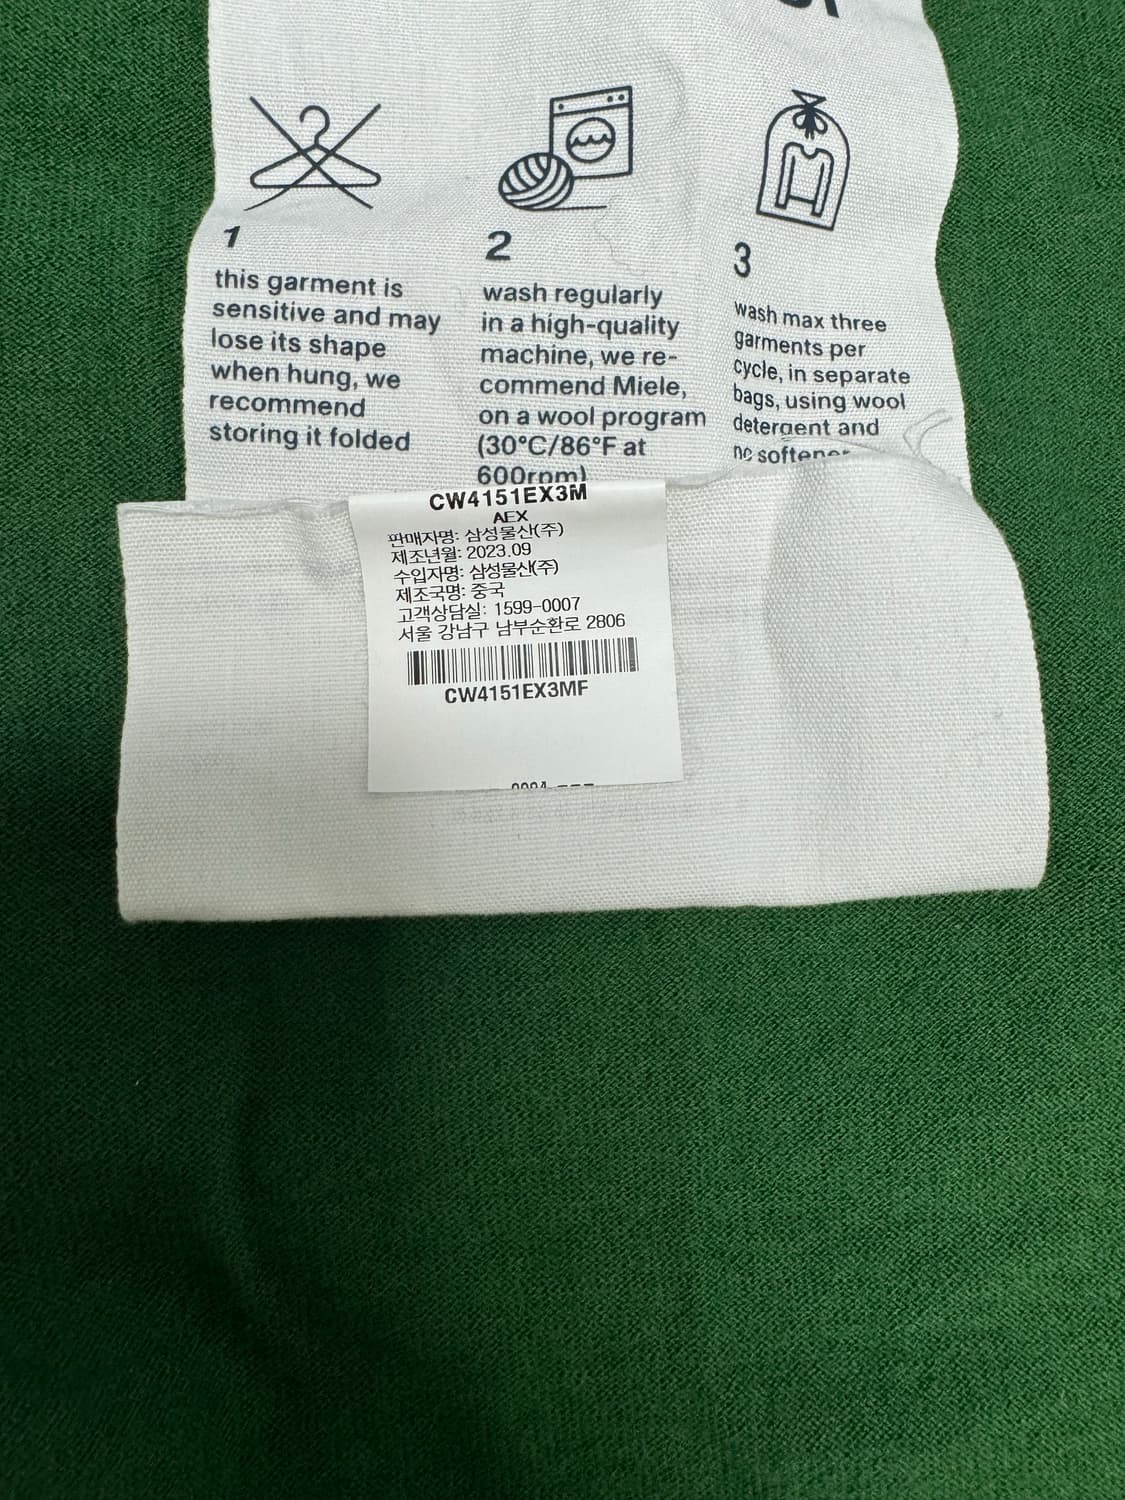 1
this garment is
sensitive and may
lose its shape
when hung, we
recommend
storing it folded
2
wash regularly
in a high-quality
machine, we re-
commend Miele,
on a wool program
(30°C/86°F at
600rpm)
3
wash max three
garments per
cycle, in separate
bags, using wool
detergent and
no softener
CW4151EX3M
AEX
판매자명: 삼성물산(주)
제조년월: 2023.09
수입자명: 삼성물산(주)
제조국명: 중국
고객상담실: 1599-0007
서울 강남구 남부순환로 2806
CW4151EX3MF